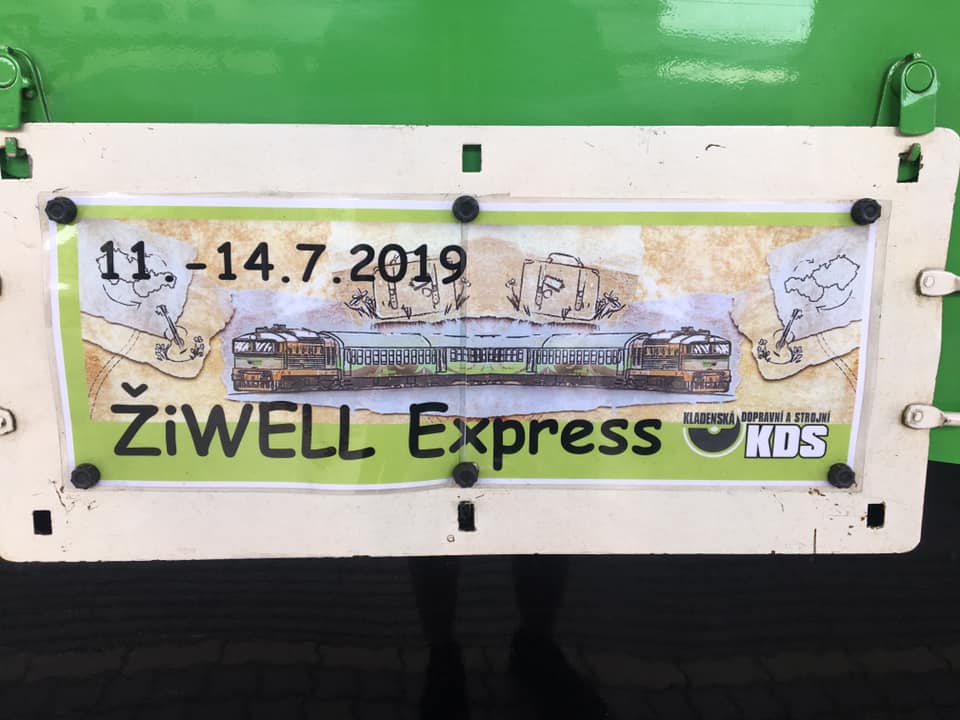 11. -14.7.2019
ŽiWELL Express
KLADENSKÁ DOPRAVNÍ A STROJNÍ
KDS